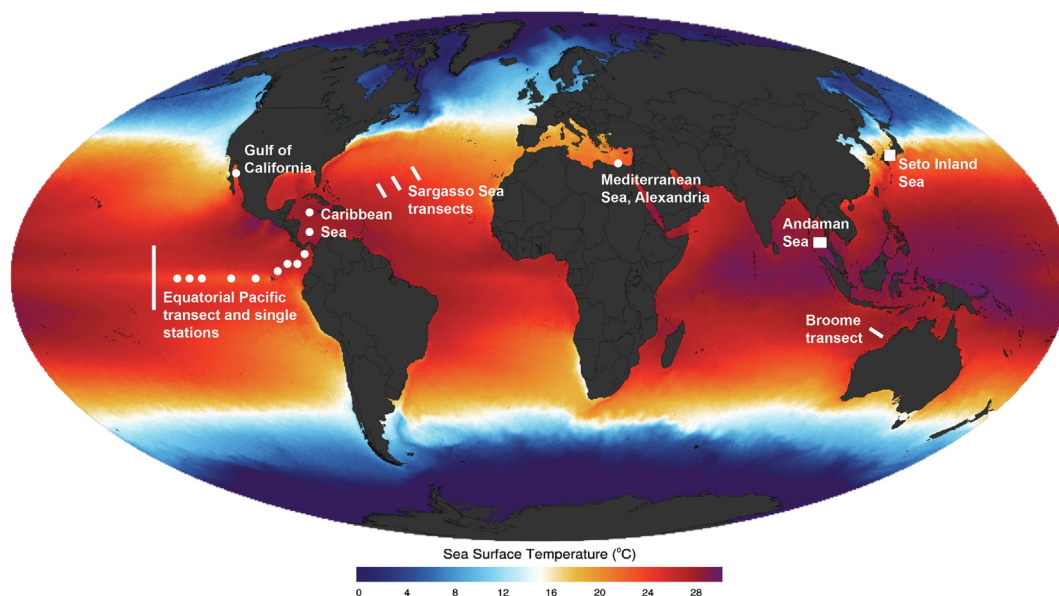 Gulf of
California
Sargasso Sea
transects
Mediterranean
Sea, Alexandria
Seto Inland
Sea
Caribbean
Sea
Andaman
Sea
Equatorial Pacific
transect and single
stations
Broome
transect
Sea Surface Temperature (°C)
0 4 8 12 16 20 24 28